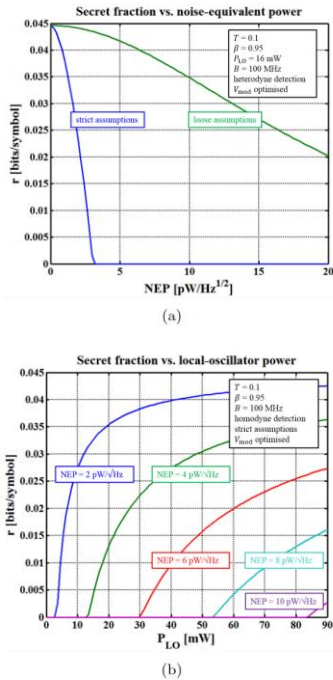 Secret fraction vs. noise-equivalent power
0.045
0.04
0.035
0.03
0.025
0.02
0.015
0.01
0.005
0
r [bits/symbol]
T = 0.1
β = 0.95
P_LO = 16 mW
B = 100 MHz
heterodyne detection
V_mod optimised
strict assumptions
loose assumptions
0 5 10 15 20
NEP [pW/Hz^1/2]
(a)
Secret fraction vs. local-oscillator power
0.045
0.04
0.035
0.03
0.025
0.02
0.015
0.01
0.005
0
r [bits/symbol]
T = 0.1
β = 0.95
B = 100 MHz
homodyne detection
strict assumptions
V_mod optimised
NEP = 2 pW/√Hz
NEP = 4 pW/√Hz
NEP = 6 pW/√Hz
NEP = 8 pW/√Hz
NEP = 10 pW/√Hz
0 10 20 30 40 50 60 70 80 90
P_LO [mW]
(b)